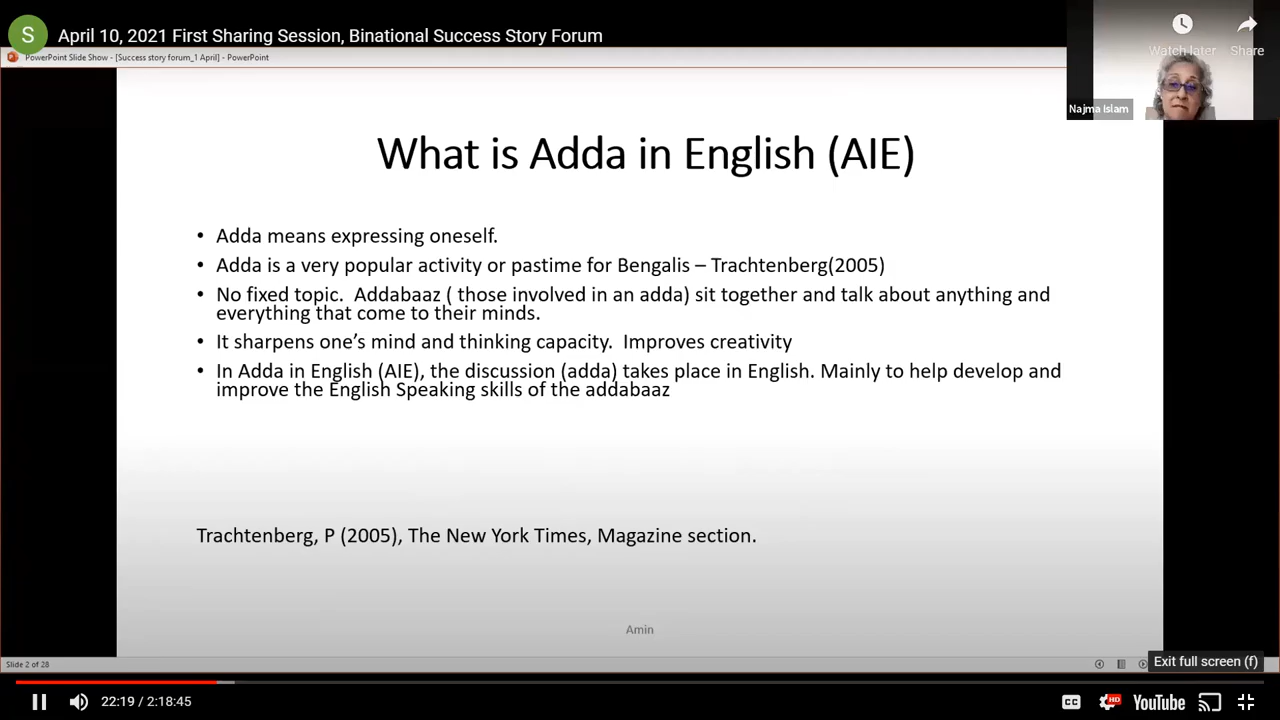 S
April 10, 2021 First Sharing Session, Binational Success Story Forum
Watch later
Share
PowerPoint Slide Show - [Success story forum_1 April] - PowerPoint
Najma Islam
What is Adda in English (AIE)
• Adda means expressing oneself.
• Adda is a very popular activity or pastime for Bengalis – Trachtenberg(2005)
• No fixed topic.  Addabaaz ( those involved in an adda) sit together and talk about anything and
everything that come to their minds.
• It sharpens one’s mind and thinking capacity.  Improves creativity
• In Adda in English (AIE), the discussion (adda) takes place in English. Mainly to help develop and
improve the English Speaking skills of the addabaaz
Trachtenberg, P (2005), The New York Times, Magazine section.
Amin
Slide 2 of 28
Exit full screen (f)
22:19 / 2:18:45
CC
HD
YouTube